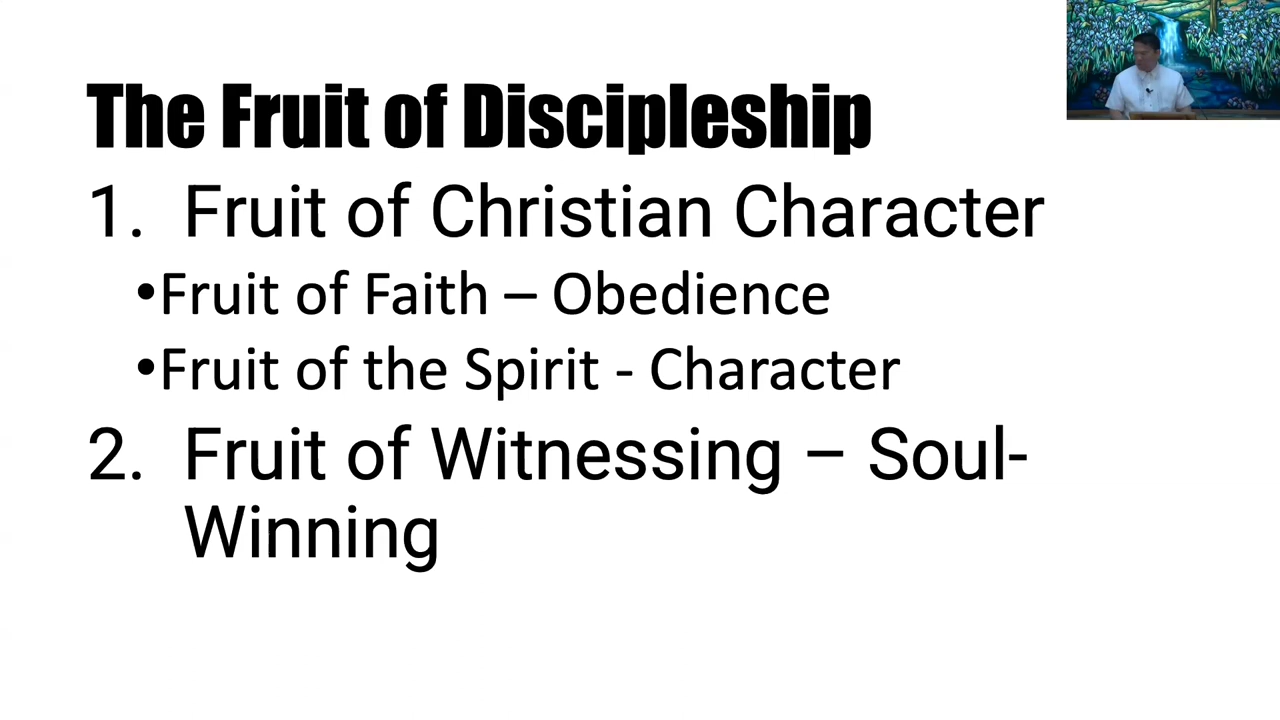 The Fruit of Discipleship
1. Fruit of Christian Character
•Fruit of Faith – Obedience
•Fruit of the Spirit - Character
2. Fruit of Witnessing – Soul-
Winning